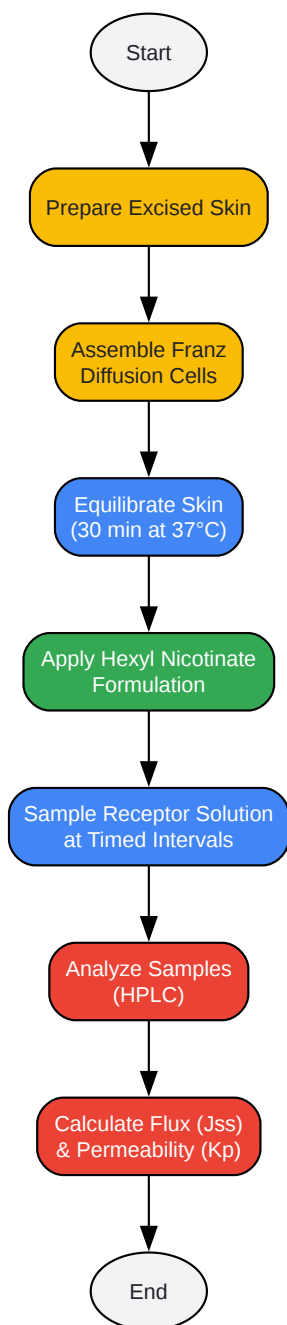 Start
Prepare Excised Skin
Assemble Franz
Diffusion Cells
Equilibrate Skin
(30 min at 37°C)
Apply Hexyl Nicotinate
Formulation
Sample Receptor Solution
at Timed Intervals
Analyze Samples
(HPLC)
Calculate Flux (Jss)
& Permeability (Kp)
End